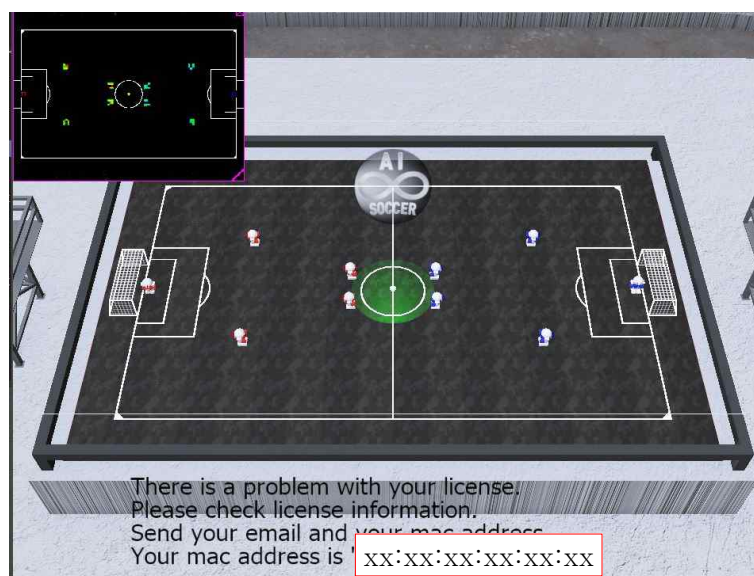 AI
SOCCER
There is a problem with your license.
Please check license information.
Send your email and your mac address
Your mac address is '
xx:xx:xx:xx:xx:xx